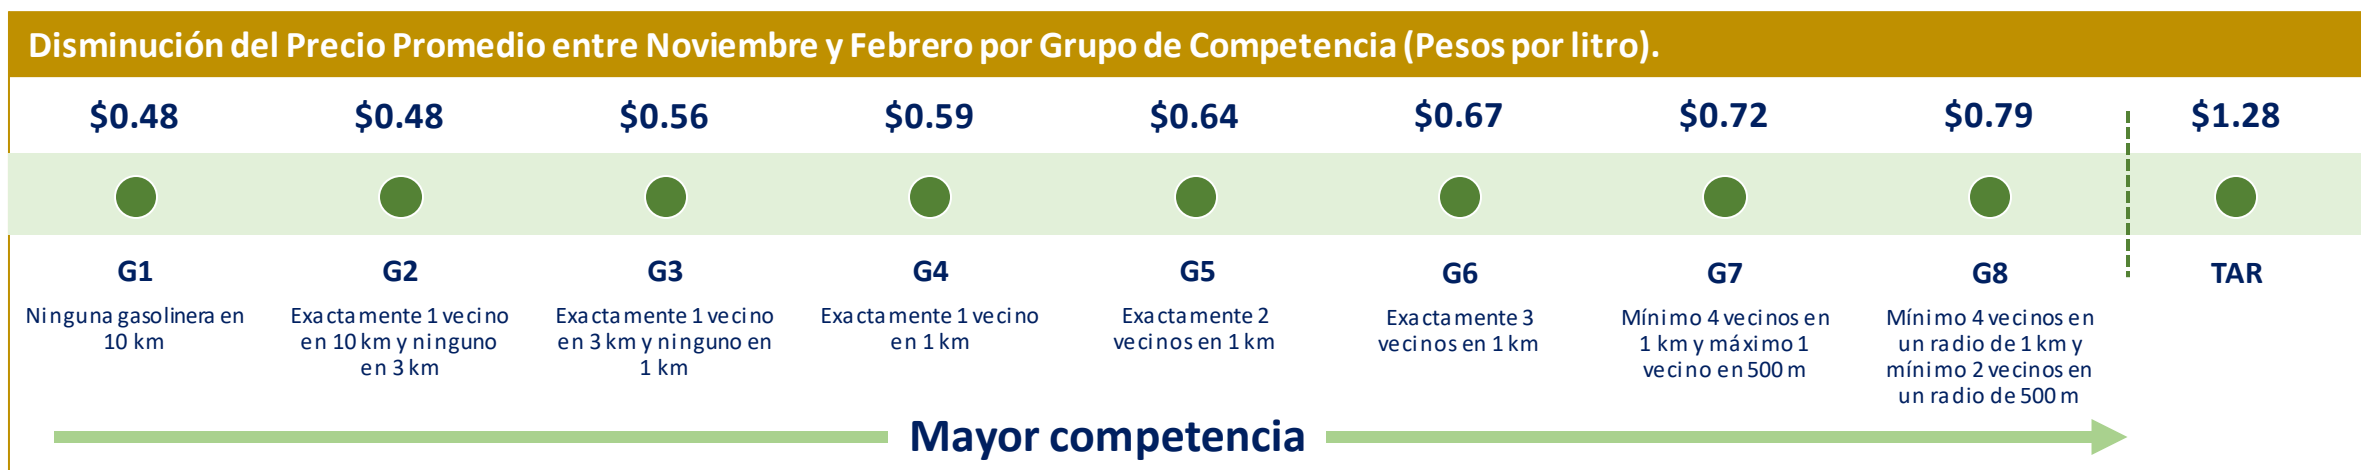 Disminución del Precio Promedio entre Noviembre y Febrero por Grupo de Competencia (Pesos por litro).
$0.48 $0.48 $0.56 $0.59 $0.64 $0.67 $0.72 $0.79 $1.28
G1 G2 G3 G4 G5 G6 G7 G8 TAR
Ninguna gasolinera en
10 km
Exactamente 1 vecino
en 10 km y ninguno
en 3 km
Exactamente 1 vecino
en 3 km y ninguno en
1 km
Exactamente 1 vecino
en 1 km
Exactamente 2
vecinos en 1 km
Exactamente 3
vecinos en 1 km
Mínimo 4 vecinos en
1 km y máximo 1
vecino en 500 m
Mínimo 4 vecinos en
un radio de 1 km y
mínimo 2 vecinos en
un radio de 500 m
Mayor competencia